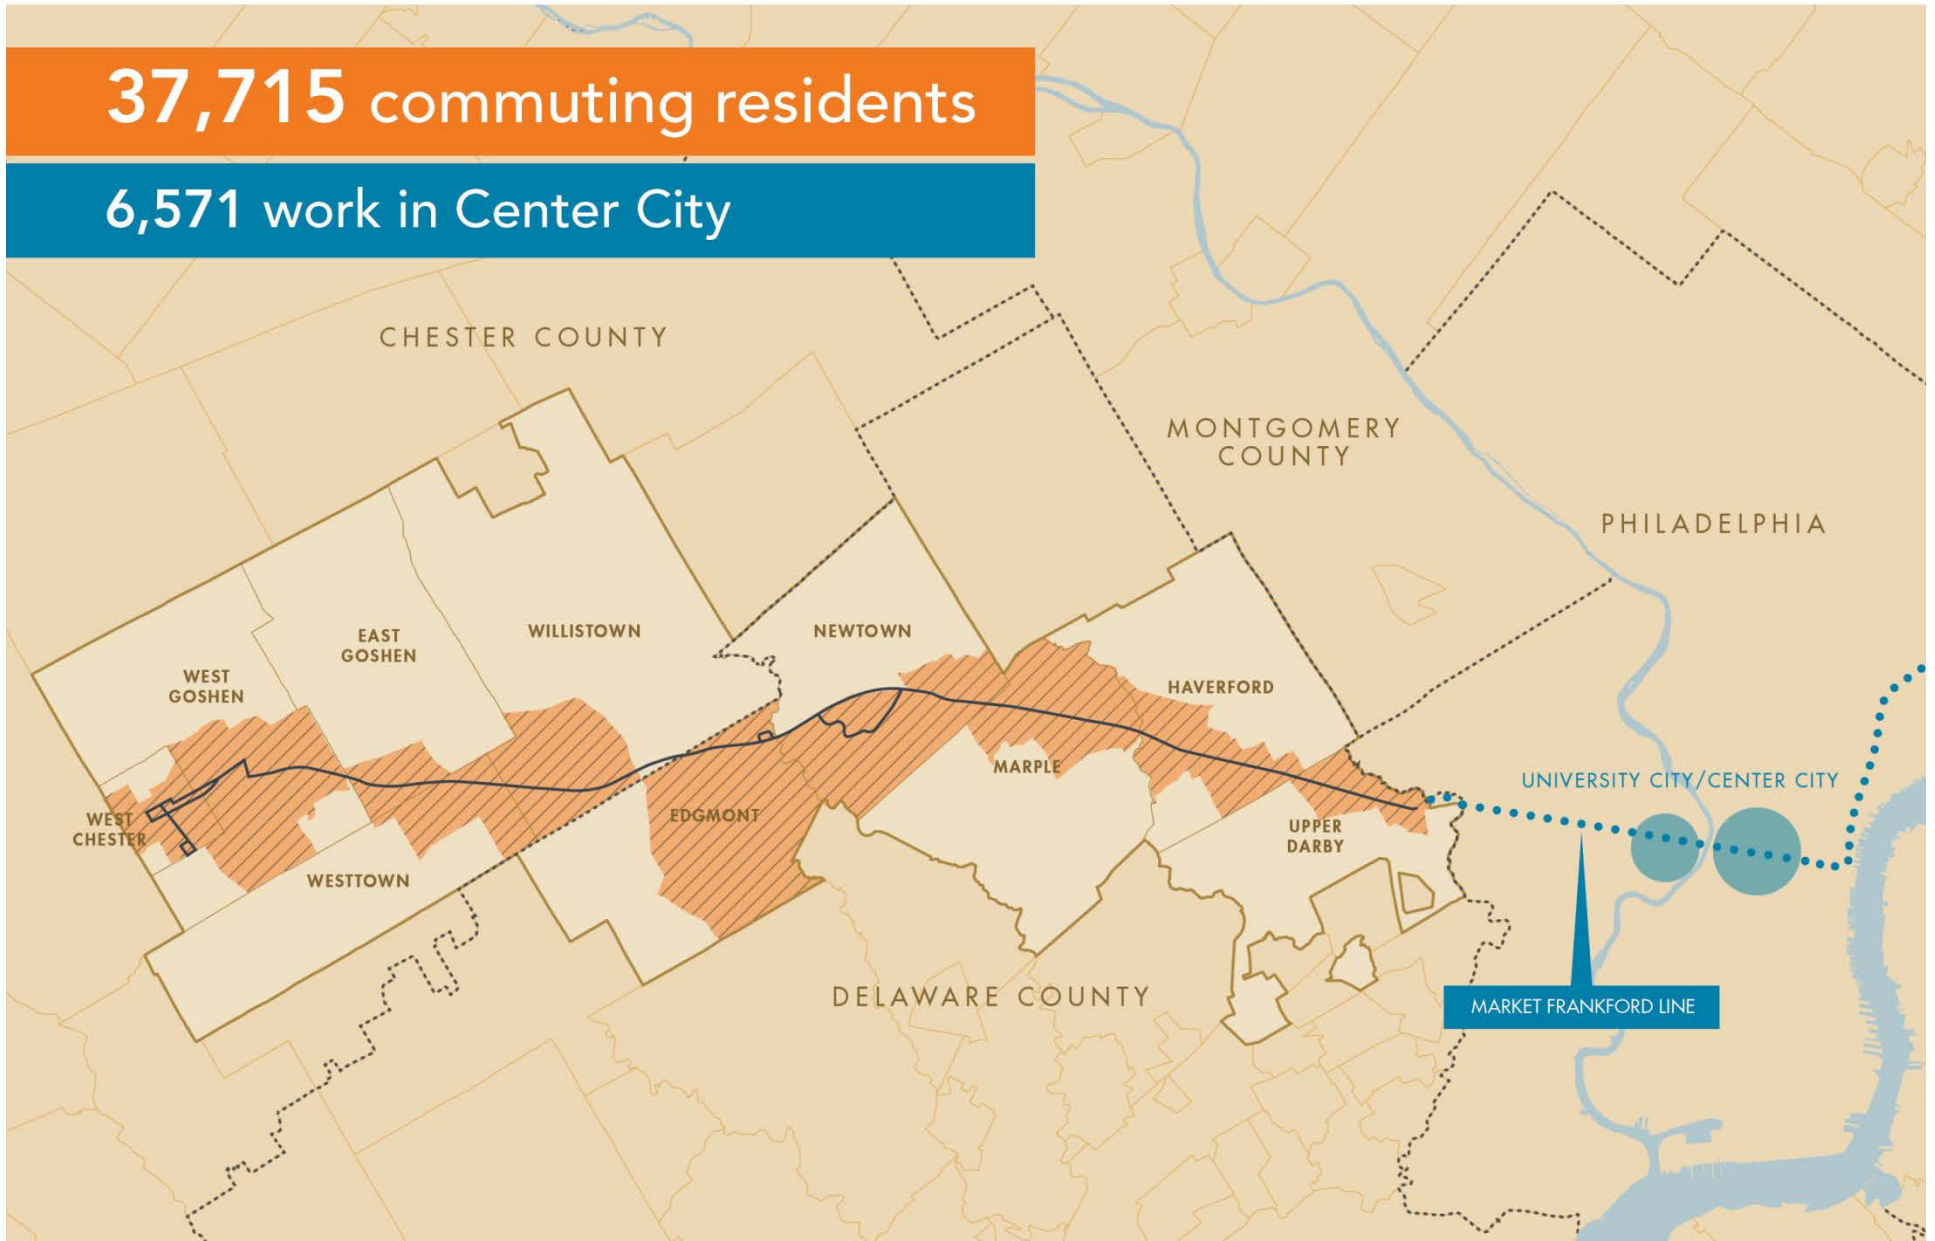 37,715 commuting residents
6,571 work in Center City
CHESTER COUNTY
MONTGOMERY
COUNTY
PHILADELPHIA
WILLISTOWN
NEWTOWN
EAST
GOSHEN
WEST
GOSHEN
HAVERFORD
MARPLE
UNIVERSITY CITY/CENTER CITY
EDGMONT
WEST
CHESTER
UPPER
DARBY
WESTTOWN
DELAWARE COUNTY
MARKET FRANKFORD LINE